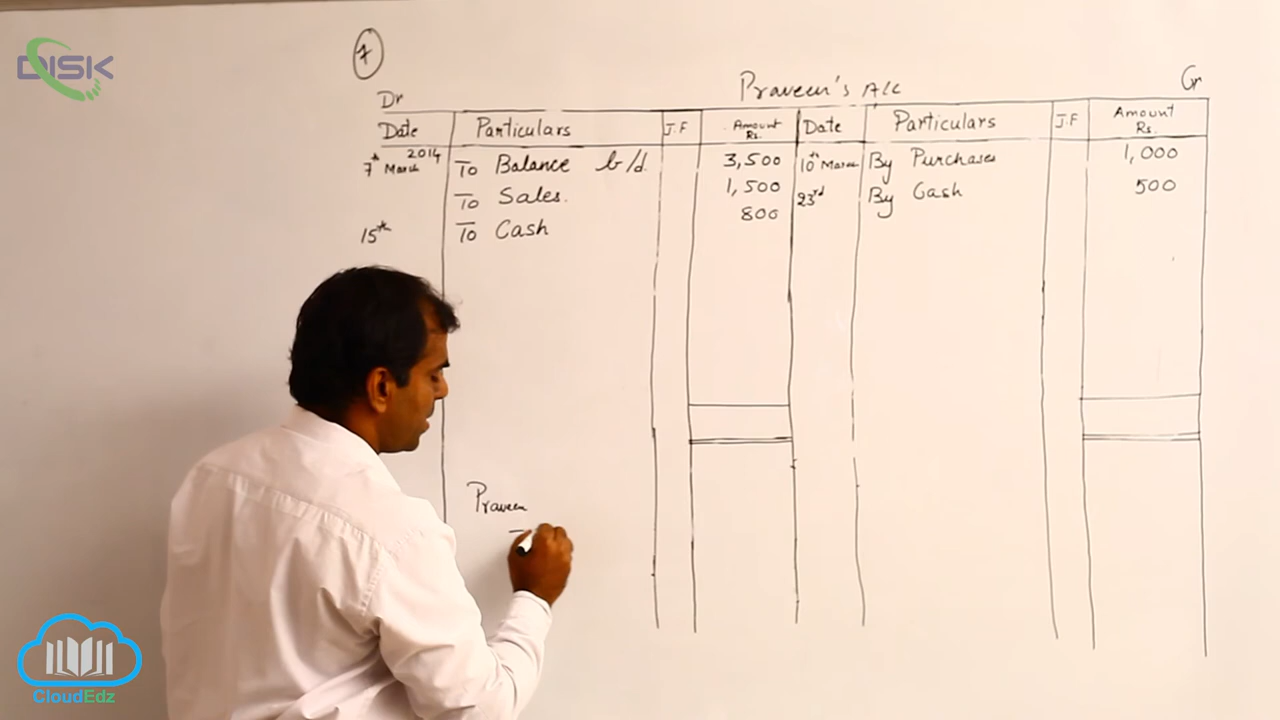 DISK
7
Praveen's A/C
Dr Cr
Date Particulars J.F Amount Rs. Date Particulars J.F Amount Rs.
7th March 2014 To Balance b/d. 3,500 10th March By Purchases 1,000
To Sales. 1,500 23rd By Cash 500
15th To Cash 800
Praveen
CloudEdz